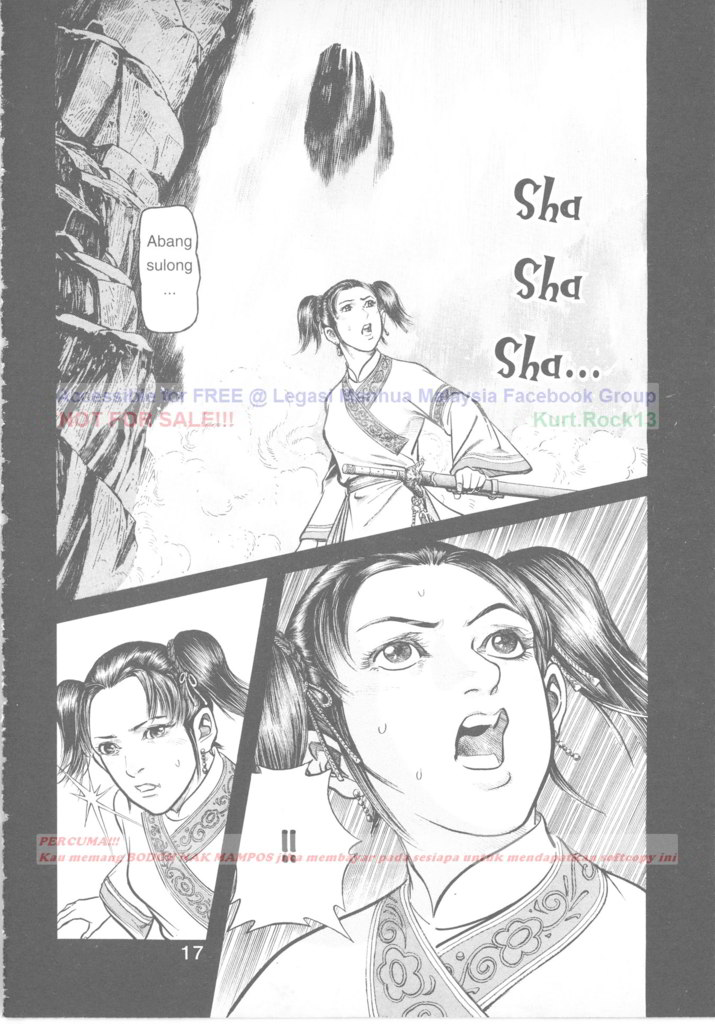 Sha
Sha
Sha...
Abang
sulong
...
Accessible for FREE @ Legasi Manhua Malaysia Facebook Group
NOT FOR SALE!!!
Kurt.Rock13
!!
PERCUMA!!!
Kau memang BODOH NAK MAMPOS jika membayar pada sesiapa untuk mendapatkan softcopy ini
17